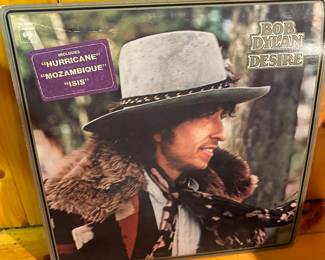 INCLUDES
"HURRICANE"
"MOZAMBIQUE"
"ISIS"
BOB
DYLAN
DESIRE